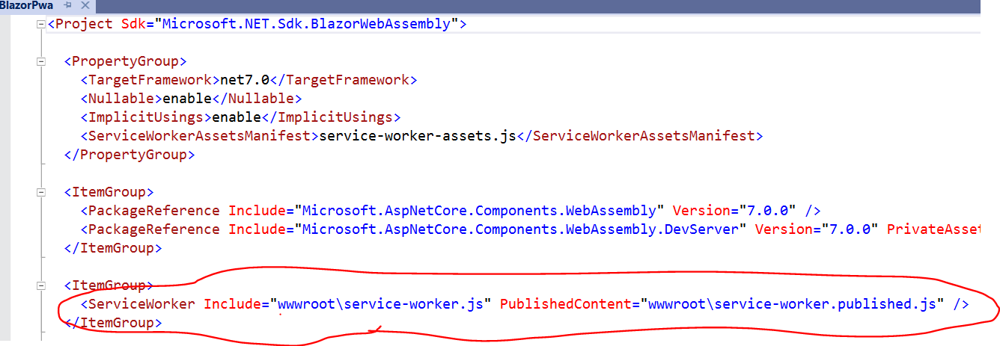 BlazorPwa
<Project Sdk="Microsoft.NET.Sdk.BlazorWebAssembly">
<PropertyGroup>
<TargetFramework>net7.0</TargetFramework>
<Nullable>enable</Nullable>
<ImplicitUsings>enable</ImplicitUsings>
<ServiceWorkerAssetsManifest>service-worker-assets.js</ServiceWorkerAssetsManifest>
</PropertyGroup>
<ItemGroup>
<PackageReference Include="Microsoft.AspNetCore.Components.WebAssembly" Version="7.0.0" />
<PackageReference Include="Microsoft.AspNetCore.Components.WebAssembly.DevServer" Version="7.0.0" PrivateAsset
</ItemGroup>
<ItemGroup>
<ServiceWorker Include="wwwroot\service-worker.js" PublishedContent="wwwroot\service-worker.published.js" />
</ItemGroup>